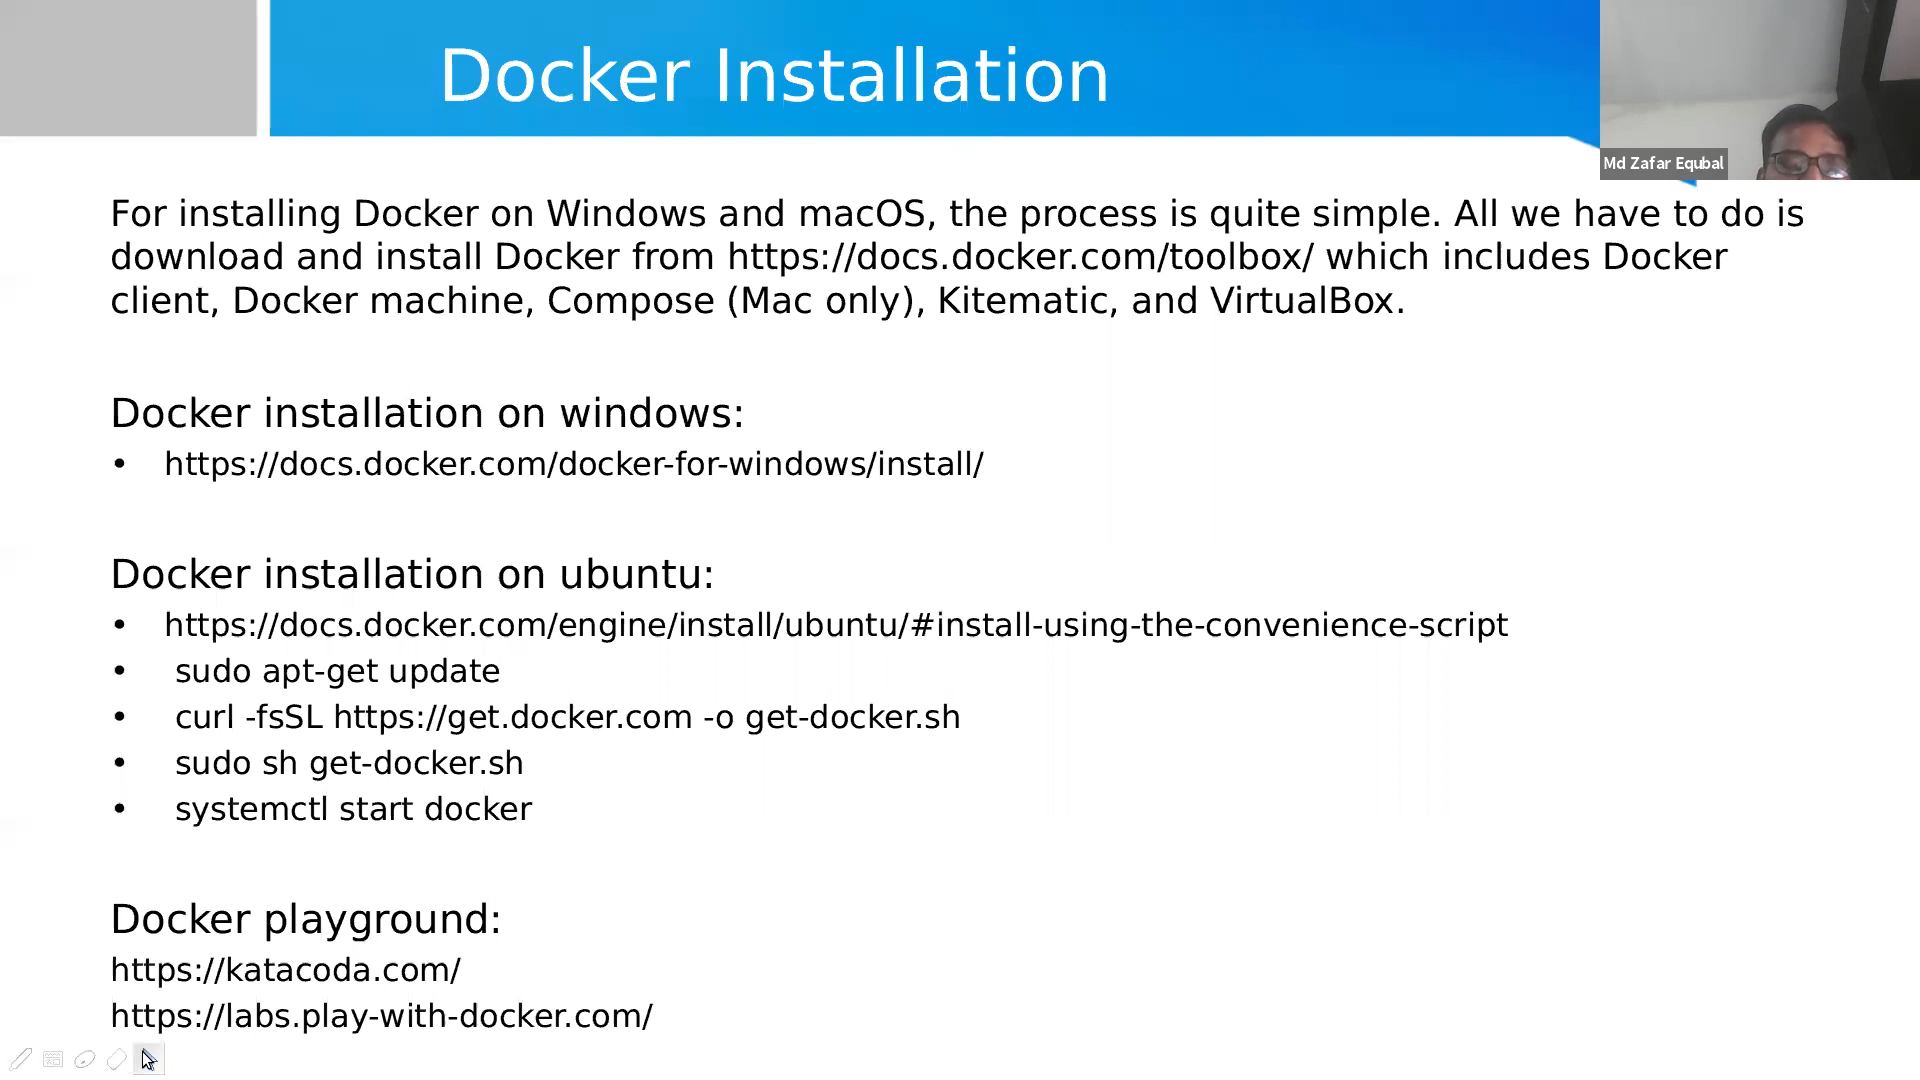 Docker Installation
Md Zafar Equbal
For installing Docker on Windows and macOS, the process is quite simple. All we have to do is
download and install Docker from https://docs.docker.com/toolbox/ which includes Docker
client, Docker machine, Compose (Mac only), Kitematic, and VirtualBox.
Docker installation on windows:
• https://docs.docker.com/docker-for-windows/install/
Docker installation on ubuntu:
• https://docs.docker.com/engine/install/ubuntu/#install-using-the-convenience-script
• sudo apt-get update
• curl -fsSL https://get.docker.com -o get-docker.sh
• sudo sh get-docker.sh
• systemctl start docker
Docker playground:
https://katacoda.com/
https://labs.play-with-docker.com/